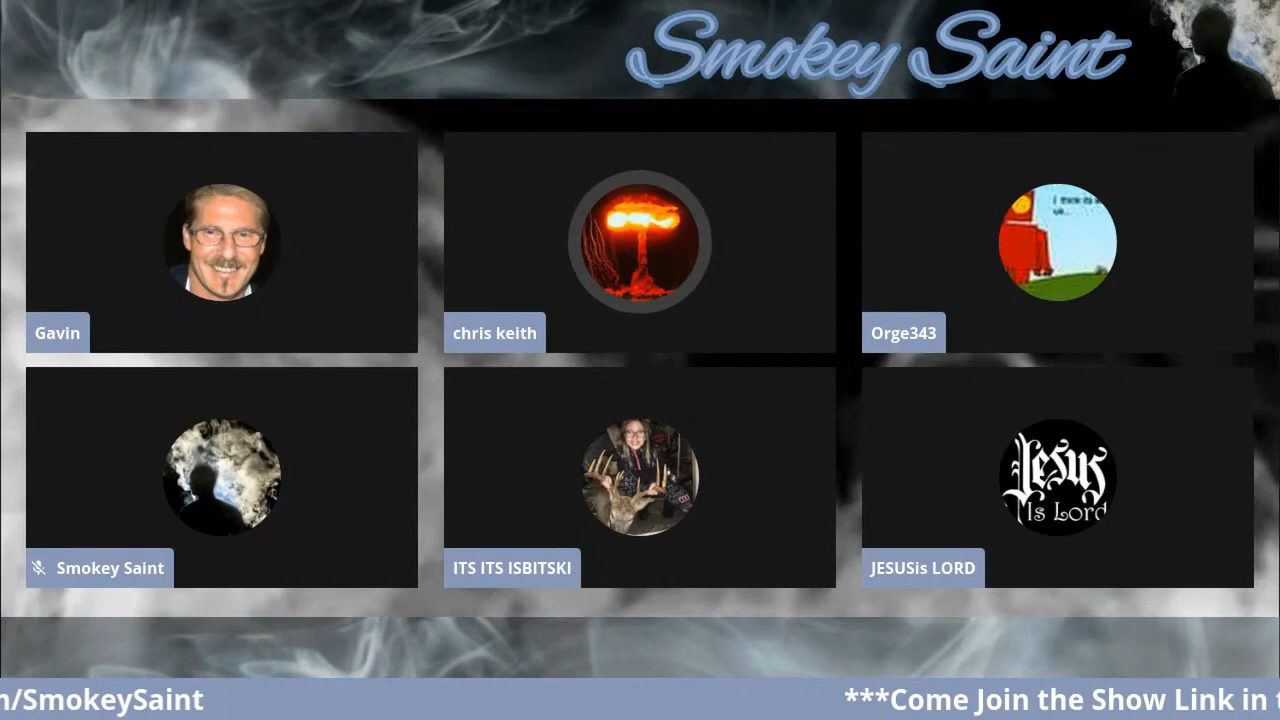 Smokey Saint
I think
Gavin
chris keith
Orge343
Jesus
Is Lord
Smokey Saint
ITS ITS ISBITSKI
JESUSis LORD
n/SmokeySaint
***Come Join the Show Link in t